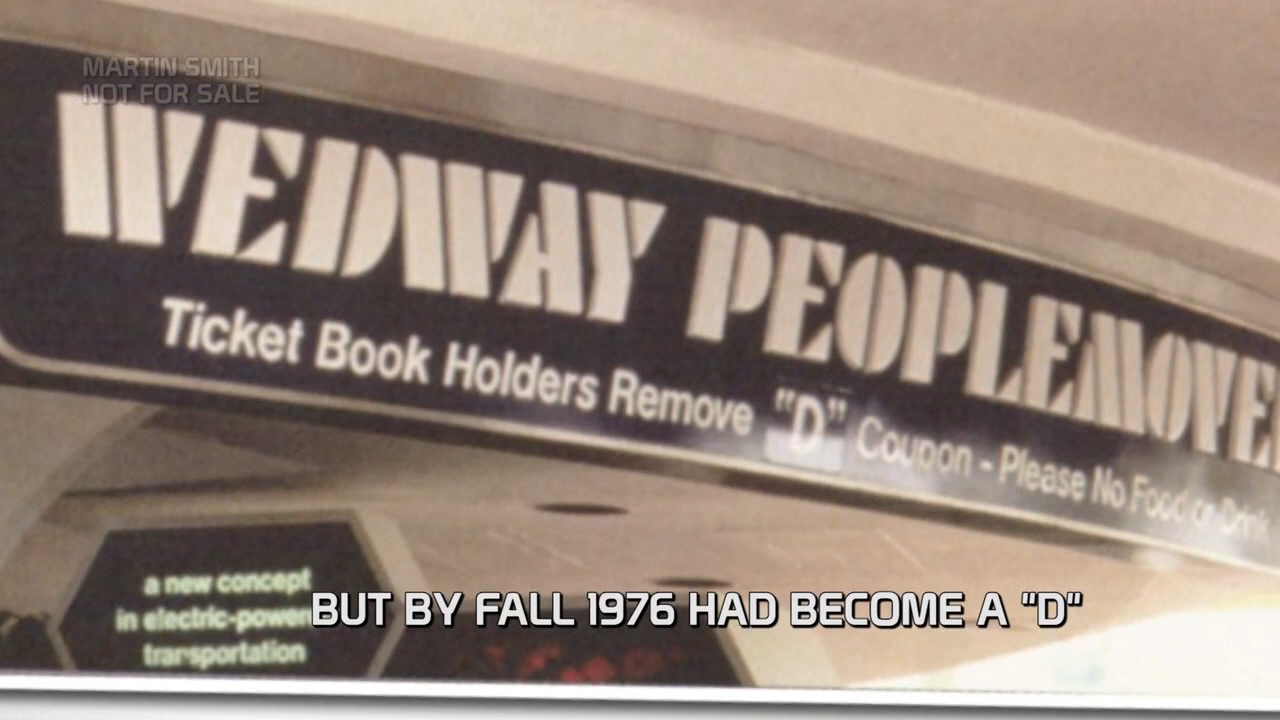 MARTIN SMITH
NOT FOR SALE
WEDWAY PEOPLEMOVE
Ticket Book Holders Remove "D" Coupon - Please No Food or Drink
a new concept
in electric-powered
transportation
BUT BY FALL 1976 HAD BECOME A "D"